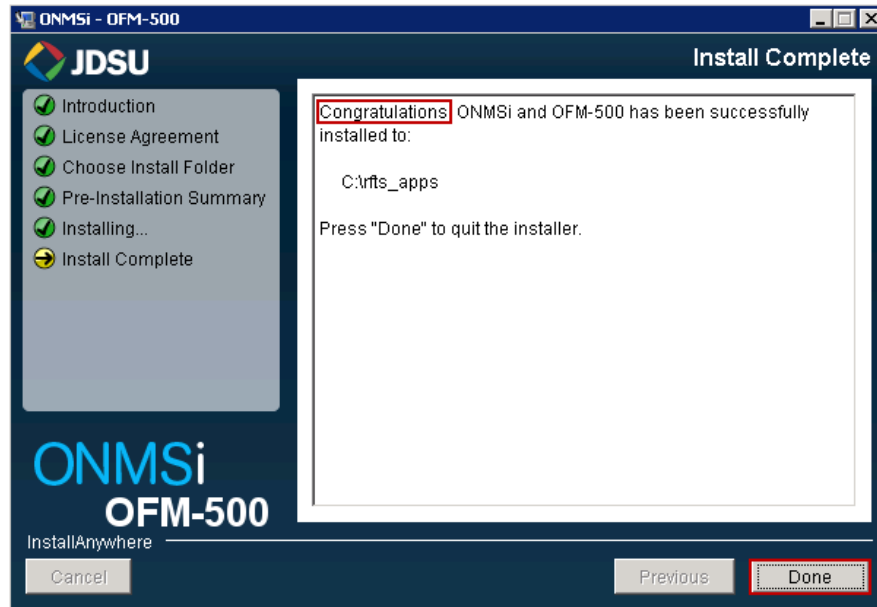 ONMSi - OFM-500
JDSU
Install Complete
Introduction
License Agreement
Choose Install Folder
Pre-Installation Summary
Installing...
Install Complete
Congratulations ONMSi and OFM-500 has been successfully
installed to:
C:\rfts_apps
Press "Done" to quit the installer.
ONMSi
OFM-500
InstallAnywhere
Cancel
Previous
Done